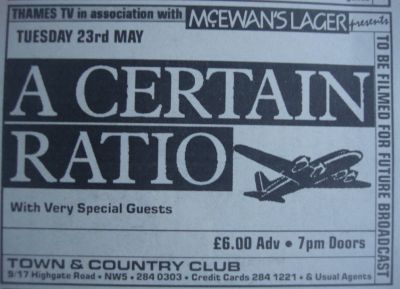 THAMES TV in association with McEWAN'S LAGER presents
TUESDAY 23rd MAY
A CERTAIN
RATIO
With Very Special Guests
£6.00 Adv • 7pm Doors
TOWN & COUNTRY CLUB
9/17 Highgate Road • NW5 • 284 0303 • Credit Cards 284 1221 • & Usual Agents
TO BE FILMED FOR FUTURE BROADCAST